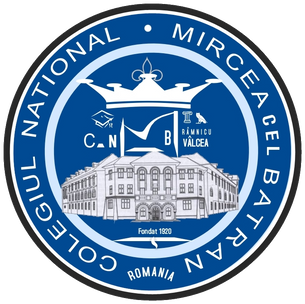 COLEGIUL NATIONAL • MIRCEA CEL BATRAN
C N B
RÂMNICU
VÂLCEA
Fondat 1920
ROMANIA